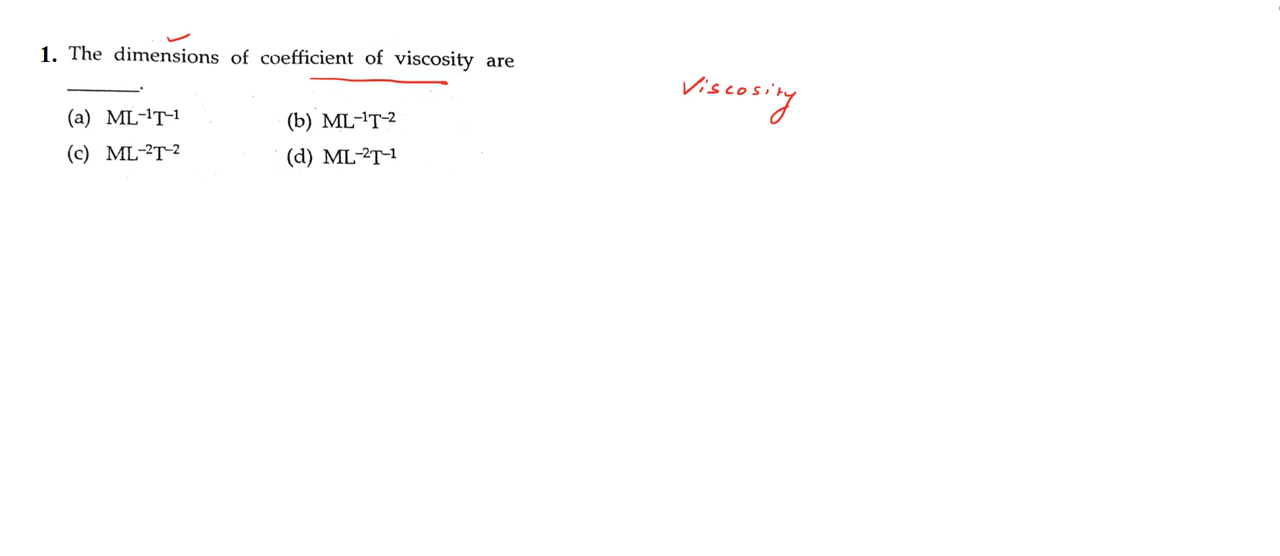 1. The dimensions of coefficient of viscosity are
________.
(a) ML⁻¹T⁻¹ (b) ML⁻¹T⁻²
(c) ML⁻²T⁻² (d) ML⁻²T⁻¹
Viscosity